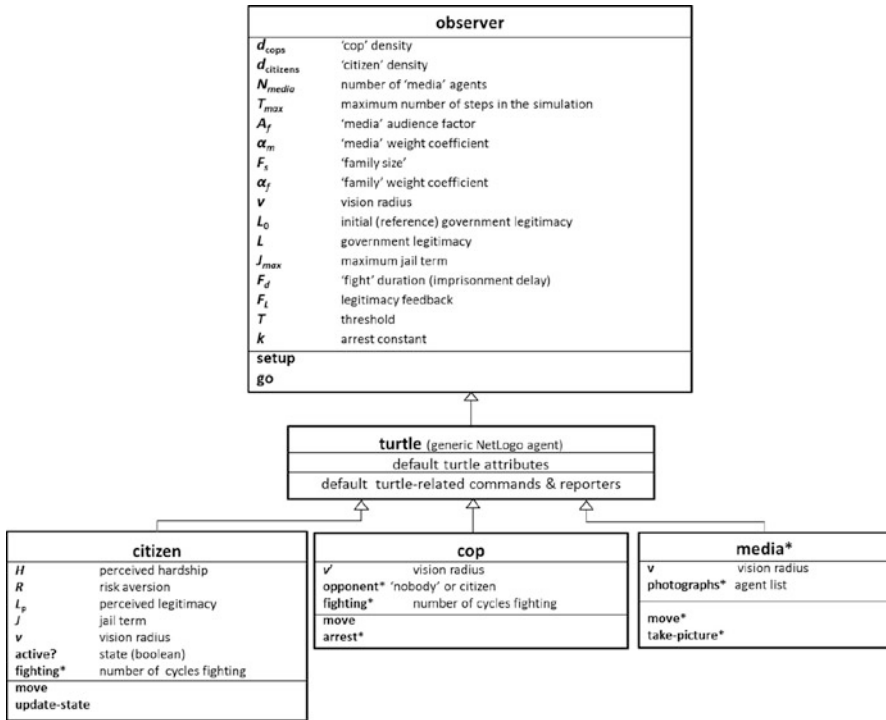 observer
d_cops 'cop' density
d_citizens 'citizen' density
N_media number of 'media' agents
T_max maximum number of steps in the simulation
A_f 'media' audience factor
α_m 'media' weight coefficient
F_s 'family size'
α_f 'family' weight coefficient
v vision radius
L_0 initial (reference) government legitimacy
L government legitimacy
J_max maximum jail term
F_d 'fight' duration (imprisonment delay)
F_L legitimacy feedback
T threshold
k arrest constant
setup
go
turtle (generic NetLogo agent)
default turtle attributes
default turtle-related commands & reporters
citizen
H perceived hardship
R risk aversion
L_p perceived legitimacy
J jail term
v vision radius
active? state (boolean)
fighting* number of cycles fighting
move
update-state
cop
v' vision radius
opponent* 'nobody' or citizen
fighting* number of cycles fighting
move
arrest*
media*
v vision radius
photographs* agent list
move*
take-picture*